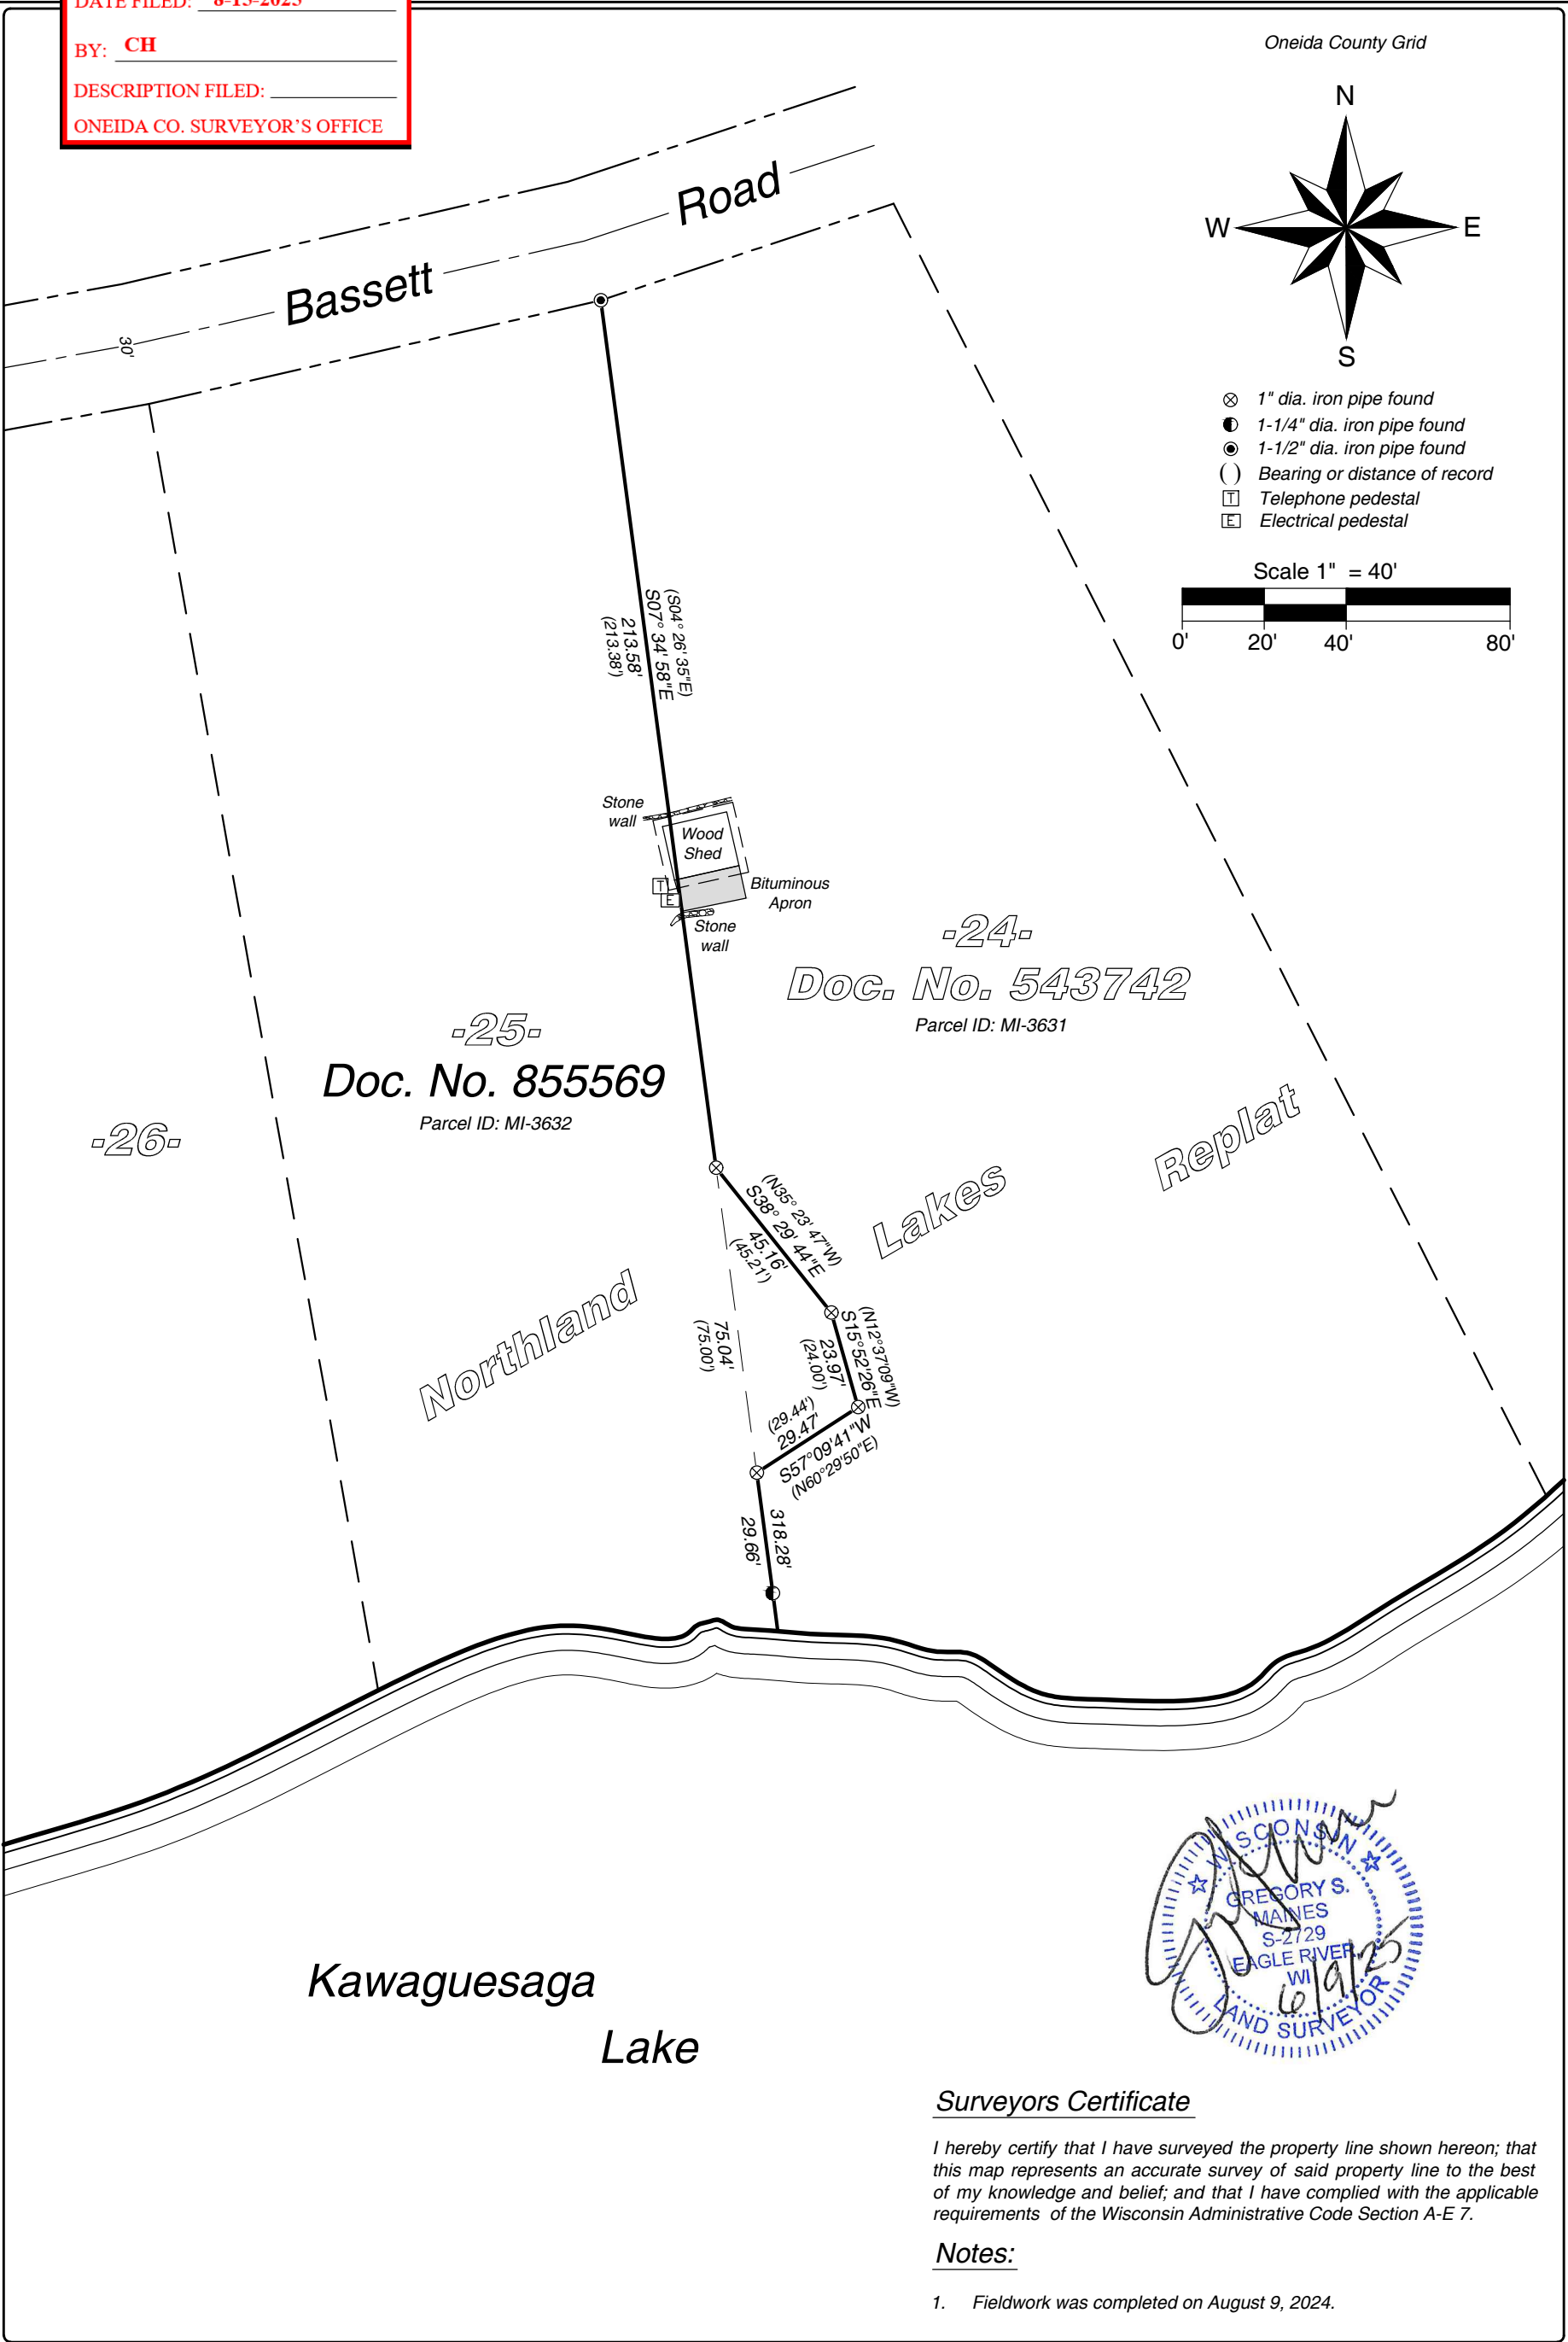 DATE FILED: 8-15-2025
BY: CH
DESCRIPTION FILED:
ONEIDA CO. SURVEYOR'S OFFICE
Oneida County Grid
N
W
E
S
Bassett Road
30'
1" dia. iron pipe found
1-1/4" dia. iron pipe found
1-1/2" dia. iron pipe found
( ) Bearing or distance of record
T Telephone pedestal
E Electrical pedestal
Scale 1" = 40'
0' 20' 40' 80'
(S04° 26' 35"E)
S07° 34' 58"E
213.58'
(213.38')
Stone
wall
Wood
Shed
T
E
Bituminous
Apron
Stone
wall
-24-
Doc. No. 543742
Parcel ID: MI-3631
-25-
Doc. No. 855569
Parcel ID: MI-3632
-26-
Northland Lakes Replat
(N35° 23' 47"W)
S38° 29' 44"E
45.16'
(45.21')
75.04'
(75.00')
(N12°37'09"W)
S15°52'26"E
23.97'
(24.00')
(29.44')
29.47'
S57°09'41"W
(N60°29'50"E)
318.28'
29.66'
Kawaguesaga
Lake
WISCONSIN
GREGORY S.
MAINES
S-2729
EAGLE RIVER,
WI
LAND SURVEYOR
6/9/25
Surveyors Certificate
I hereby certify that I have surveyed the property line shown hereon; that
this map represents an accurate survey of said property line to the best
of my knowledge and belief; and that I have complied with the applicable
requirements of the Wisconsin Administrative Code Section A-E 7.
Notes:
1. Fieldwork was completed on August 9, 2024.